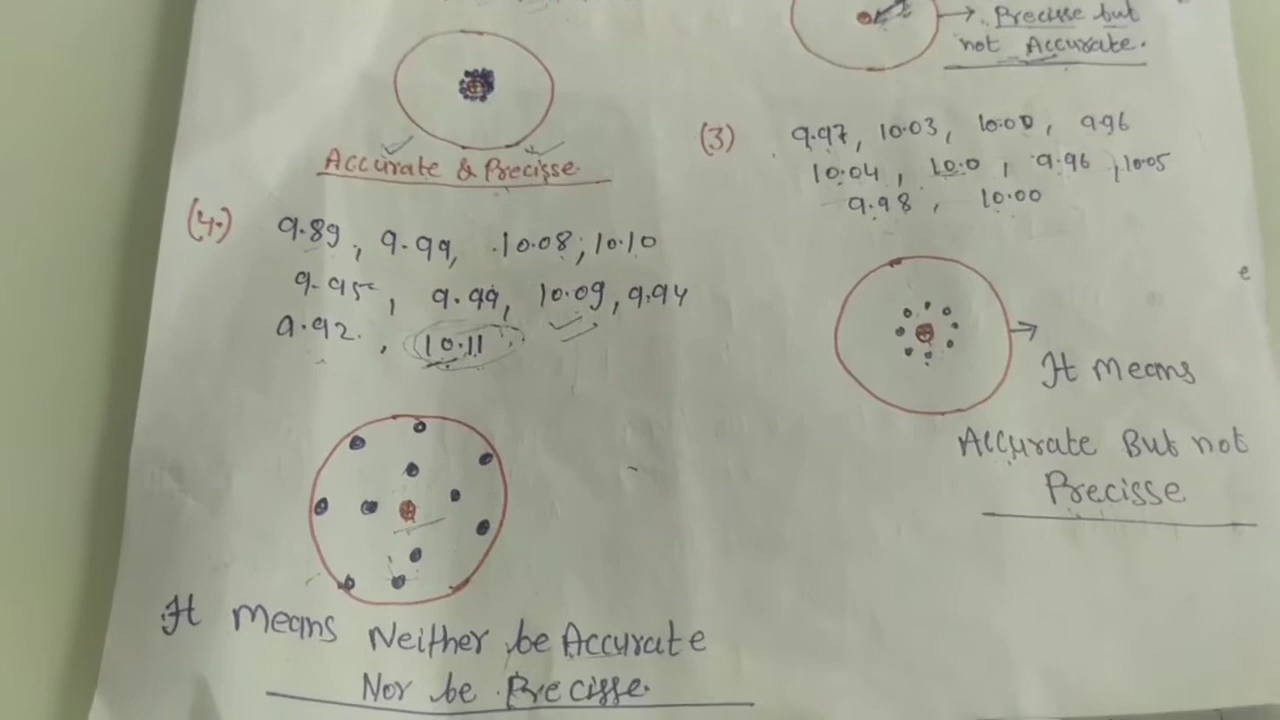 Accurate & Precisse.
(4.) 9.89, 9.99, 10.08, 10.10
9.95, 9.99, 10.09, 9.94
9.92, 10.11
It means Neither be Accurate
Nor be Precisse.
→ Precisse but
not Accurate.
(3) 9.97, 10.03, 10.00, 9.96
10.04, 10.0, 9.96, 10.05
9.98, 10.00
It means
Accurate But not
Precisse
e